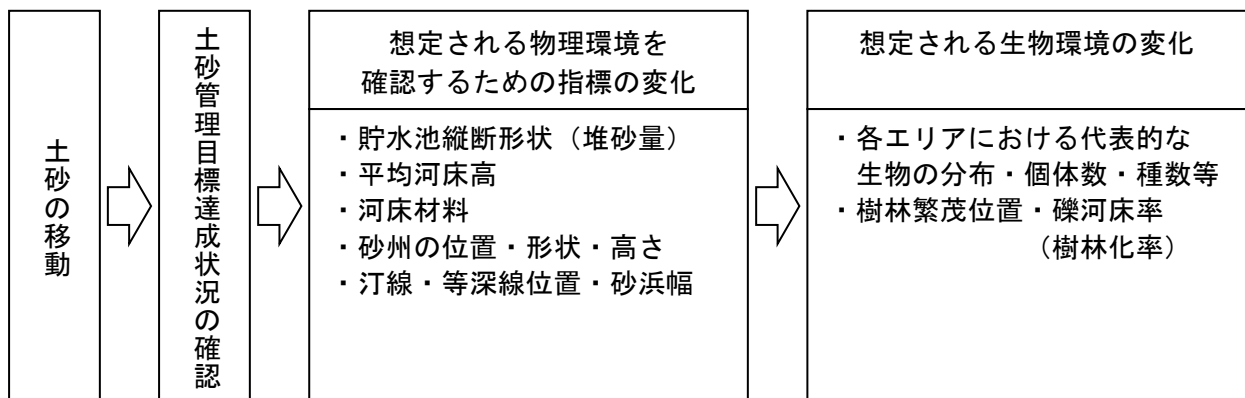 土砂の移動
土砂管理目標達成状況の確認
想定される物理環境を
確認するための指標の変化
・貯水池縦断形状（堆砂量）
・平均河床高
・河床材料
・砂州の位置・形状・高さ
・汀線・等深線位置・砂浜幅
想定される生物環境の変化
・各エリアにおける代表的な
生物の分布・個体数・種数等
・樹林繁茂位置・礫河床率
（樹林化率）